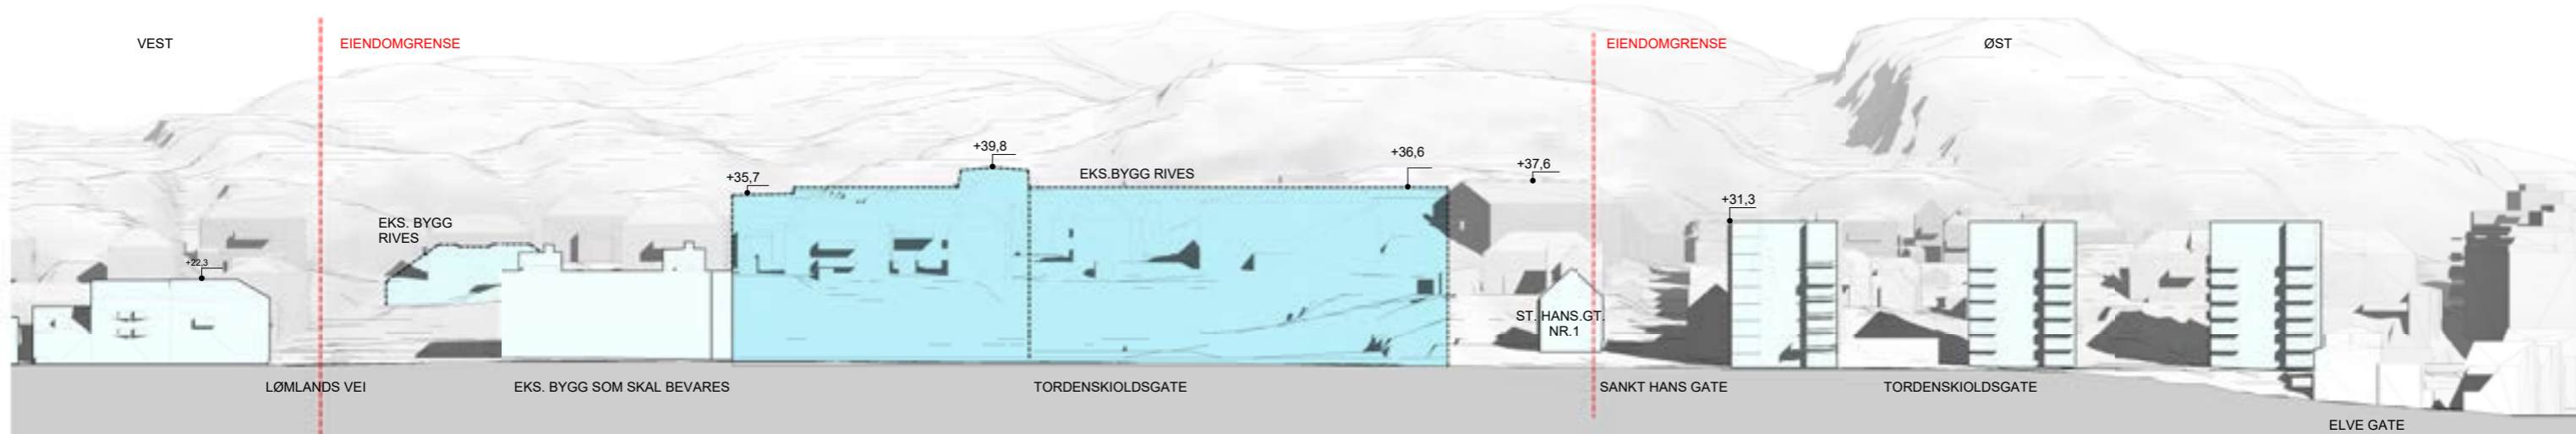 VEST
EIENDOMGRENSE
EIENDOMGRENSE
ØST
+39,8
+36,6
+37,6
EKS.BYGG RIVES
+35,7
+31,3
EKS. BYGG
RIVES
+22,3
ST. HANS.GT.
NR.1
LØMLANDS VEI
EKS. BYGG SOM SKAL BEVARES
TORDENSKIOLDSGATE
SANKT HANS GATE
TORDENSKIOLDSGATE
ELVE GATE